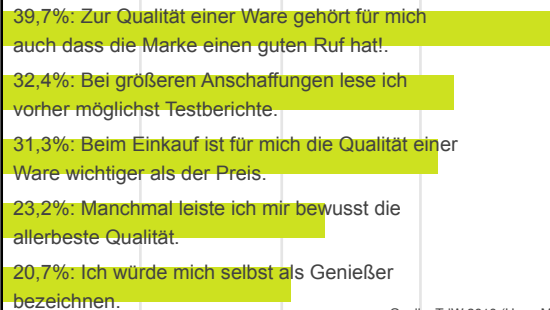 39,7%: Zur Qualität einer Ware gehört für mich
auch dass die Marke einen guten Ruf hat!.
32,4%: Bei größeren Anschaffungen lese ich
vorher möglichst Testberichte.
31,3%: Beim Einkauf ist für mich die Qualität einer
Ware wichtiger als der Preis.
23,2%: Manchmal leiste ich mir bewusst die
allerbeste Qualität.
20,7%: Ich würde mich selbst als Genießer
bezeichnen.